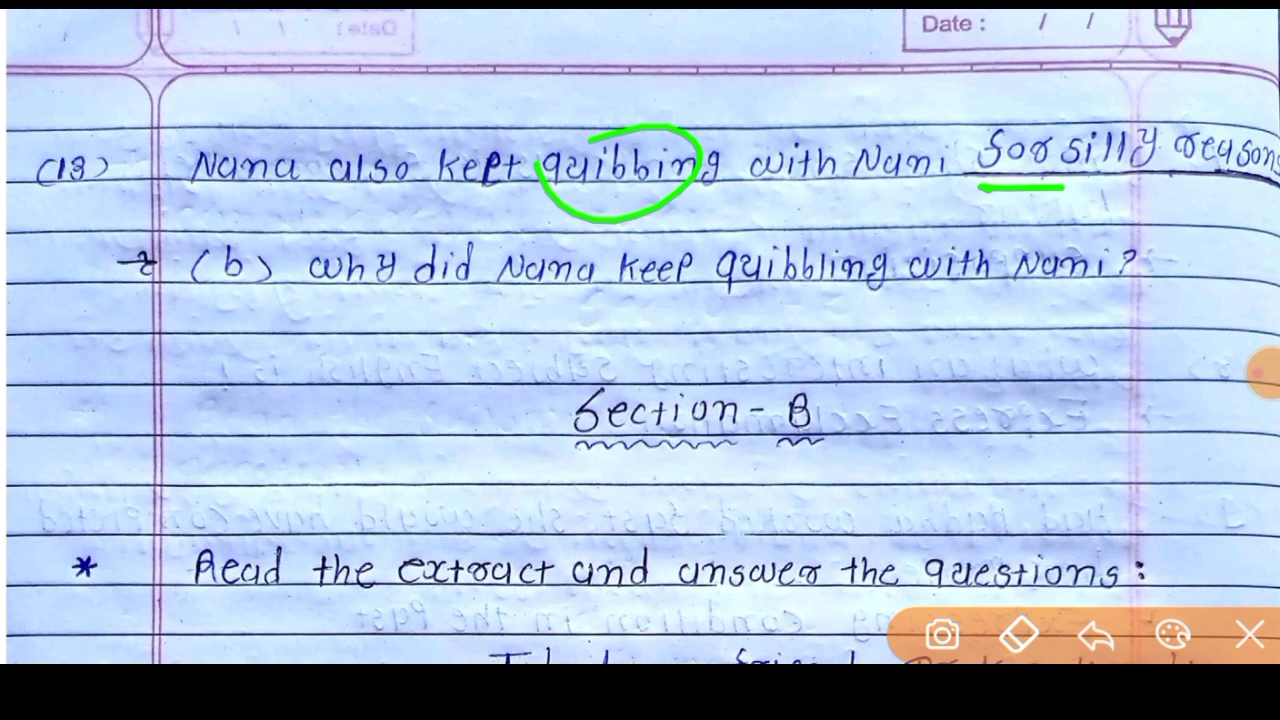 Date : / /
(13) Nana also kept quibbing with Nani for silly reasons
→ (b) why did Nana keep quibbling with Nani?
Section - B
* Read the extract and answer the questions: